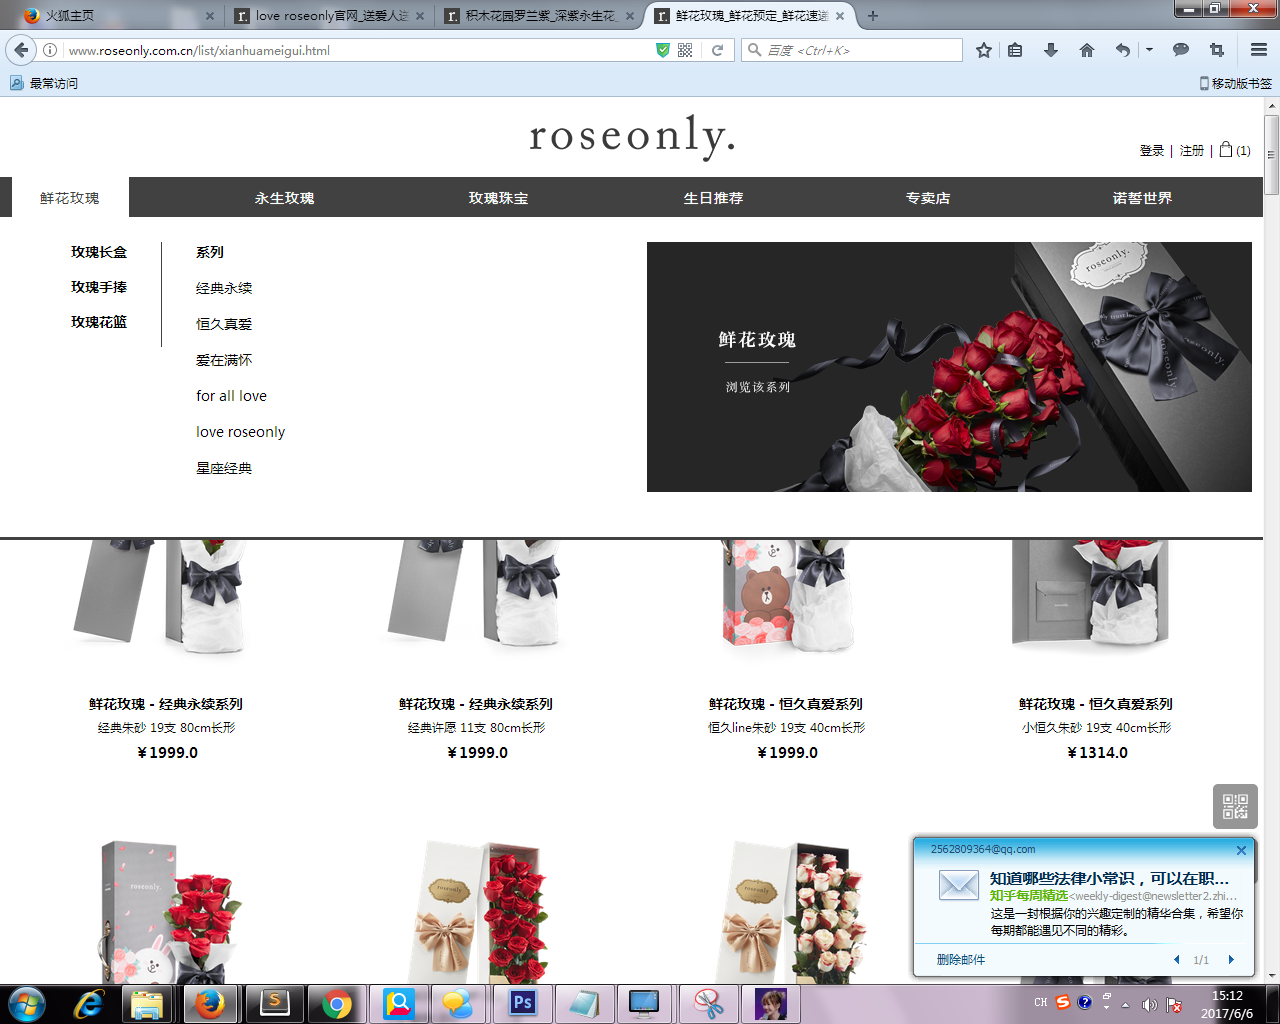 火狐主页
love roseonly官网_送爱人连
积木花园罗兰紫_深紫永生花_
鲜花玫瑰_鲜花预定_鲜花速递
www.roseonly.com.cn/list/xianhuameigui.html
百度 <Ctrl+K>
最常访问
移动版书签
roseonly.
登录 | 注册 | (1)
鲜花玫瑰
永生玫瑰
玫瑰珠宝
生日推荐
专卖店
诺誓世界
玫瑰长盒
玫瑰手捧
玫瑰花篮
系列
经典永续
恒久真爱
爱在满怀
for all love
love roseonly
星座经典
鲜花玫瑰
浏览该系列
roseonly.
鲜花玫瑰 - 经典永续系列
经典朱砂 19支 80cm长形
¥1999.0
鲜花玫瑰 - 经典永续系列
经典许愿 11支 80cm长形
¥1999.0
鲜花玫瑰 - 恒久真爱系列
恒久line朱砂 19支 40cm长形
¥1999.0
鲜花玫瑰 - 恒久真爱系列
小恒久朱砂 19支 40cm长形
¥1314.0
roseonly.
roseonly.
roseonly.
2562809364@qq.com
知道哪些法律小常识，可以在职...
知乎每周精选<weekly-digest@newsletter2.zhi...
这是一封根据你的兴趣定制的精华合集，希望你
每期都能遇见不同的精彩。
删除邮件
1/1
CH
15:12
2017/6/6